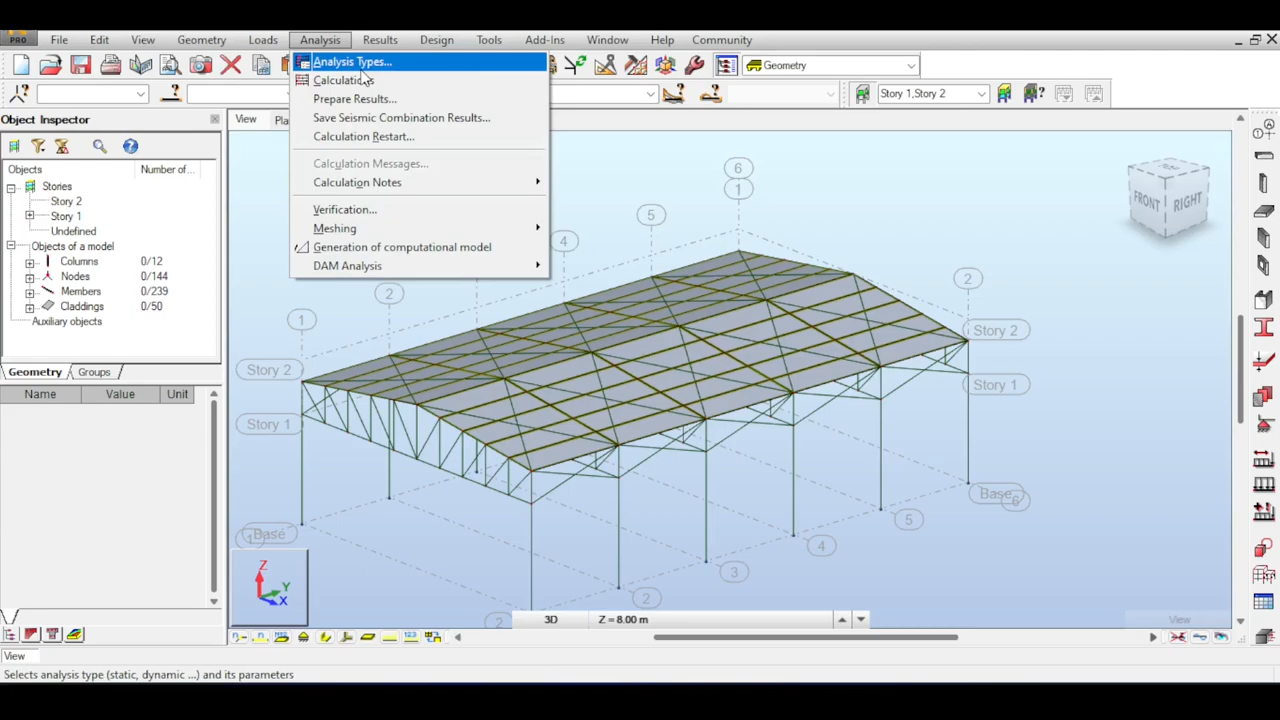 PRO File Edit View Geometry Loads Analysis Results Design Tools Add-Ins Window Help Community
Analysis Types...
Calculations
Prepare Results...
Save Seismic Combination Results...
Calculation Restart...
Calculation Messages...
Calculation Notes
Verification...
Meshing
Generation of computational model
DAM Analysis
Geometry
Story 1,Story 2
Object Inspector
Objects Number of...
Stories
Story 2
Story 1
Undefined
Objects of a model
Columns 0/12
Nodes 0/144
Members 0/239
Claddings 0/50
Auxiliary objects
Geometry Groups
Name Value Unit
View
6
1
5
4
2
1
2
Story 2
Story 1
Story 2
Story 1
Base
Base
6
5
4
3
2
2
1
FRONT RIGHT
Z
Y
X
3D Z = 8.00 m
View
View
Selects analysis type (static, dynamic ...) and its parameters